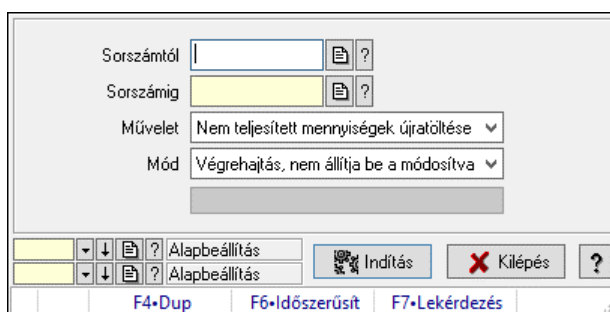 Sorszámtól ?
Sorszámig ?
Művelet Nem teljesített mennyiségek újratöltése
Mód Végrehajtás, nem állítja be a módosítva
? Alapbeállítás
? Alapbeállítás
Indítás Kilépés ?
F4•Dup F6•Időszerűsít F7•Lekérdezés